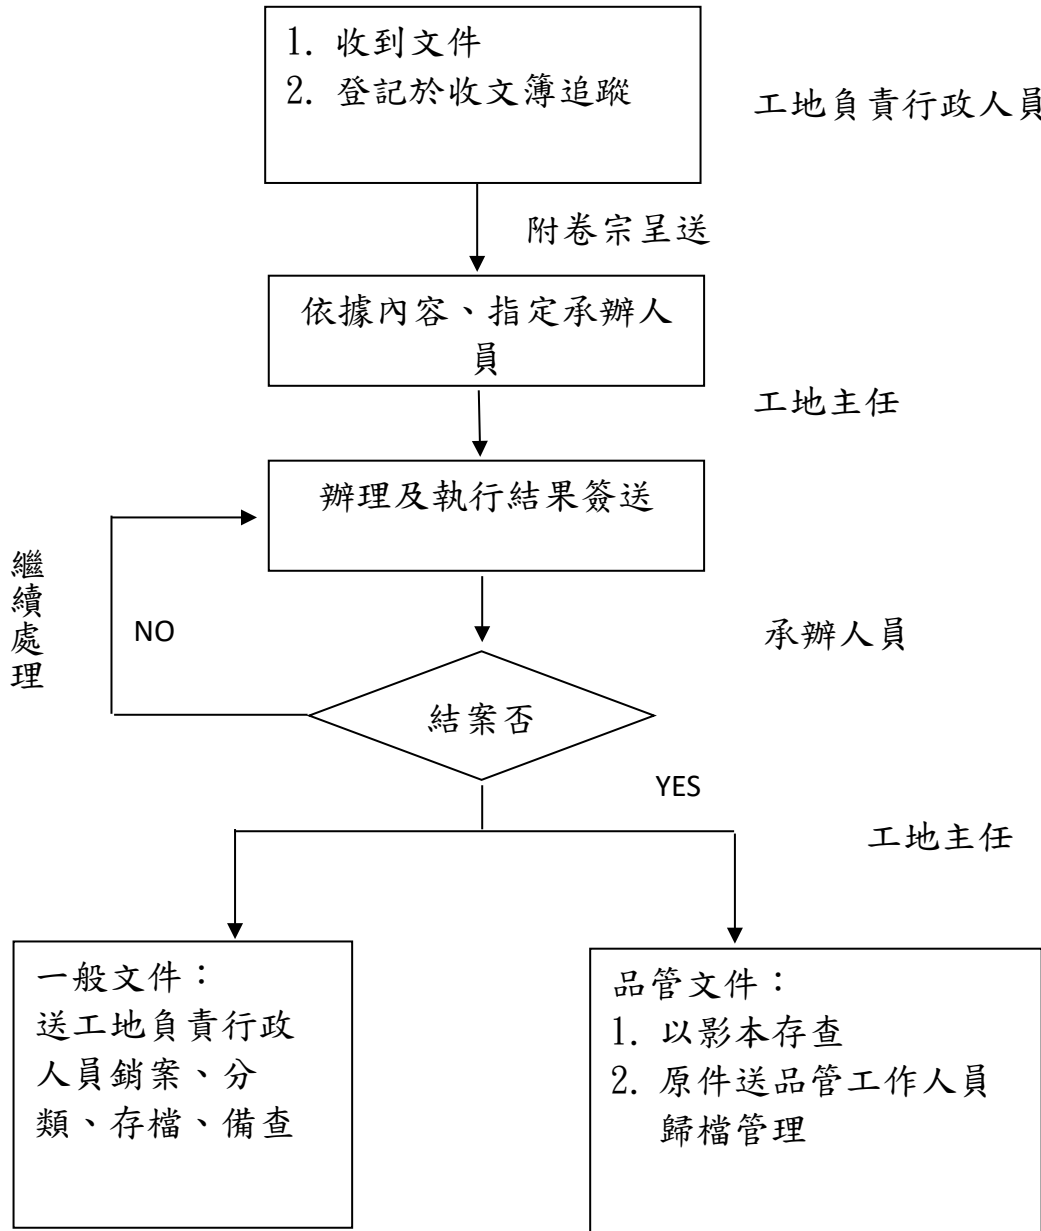 1. 收到文件
2. 登記於收文簿追蹤
工地負責行政人員
附卷宗呈送
依據內容、指定承辦人
員
工地主任
辦理及執行結果簽送
繼續處理
NO
承辦人員
結案否
YES
工地主任
一般文件：
送工地負責行政
人員銷案、分
類、存檔、備查
品管文件：
1. 以影本存查
2. 原件送品管工作人員
歸檔管理